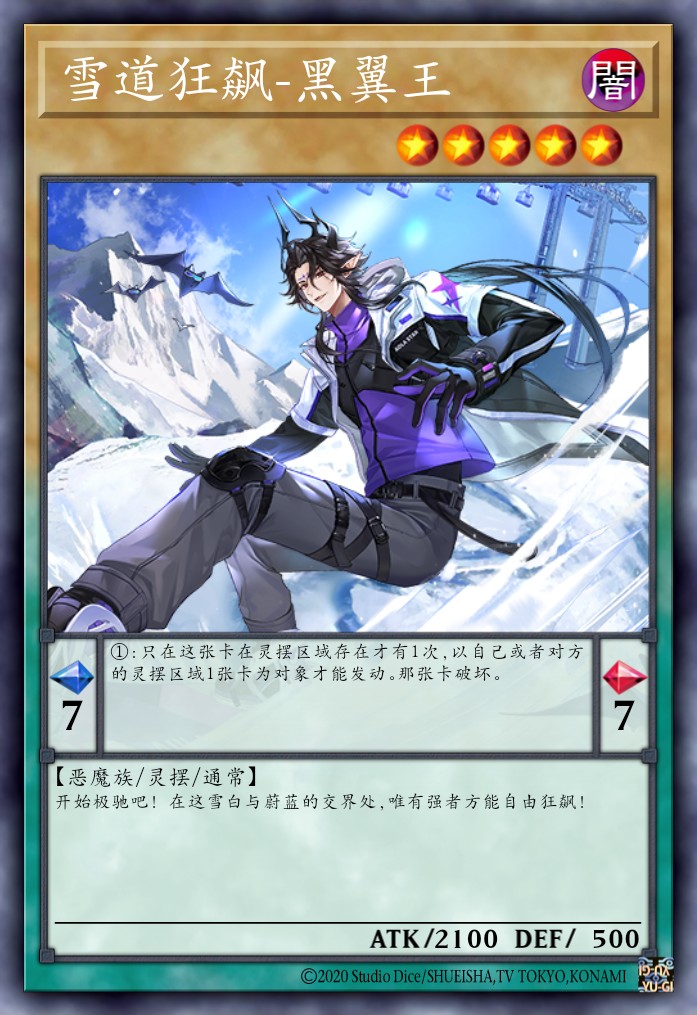 雪道狂飙-黑翼王
闇
AOLA STAR
①:只在这张卡在灵摆区域存在才有1次,以自己或者对方
的灵摆区域1张卡为对象才能发动。那张卡破坏。
7
7
【恶魔族/灵摆/通常】
开始极驰吧！在这雪白与蔚蓝的交界处,唯有强者方能自由狂飙！
ATK/2100 DEF/ 500
©2020 Studio Dice/SHUEISHA,TV TOKYO,KONAMI